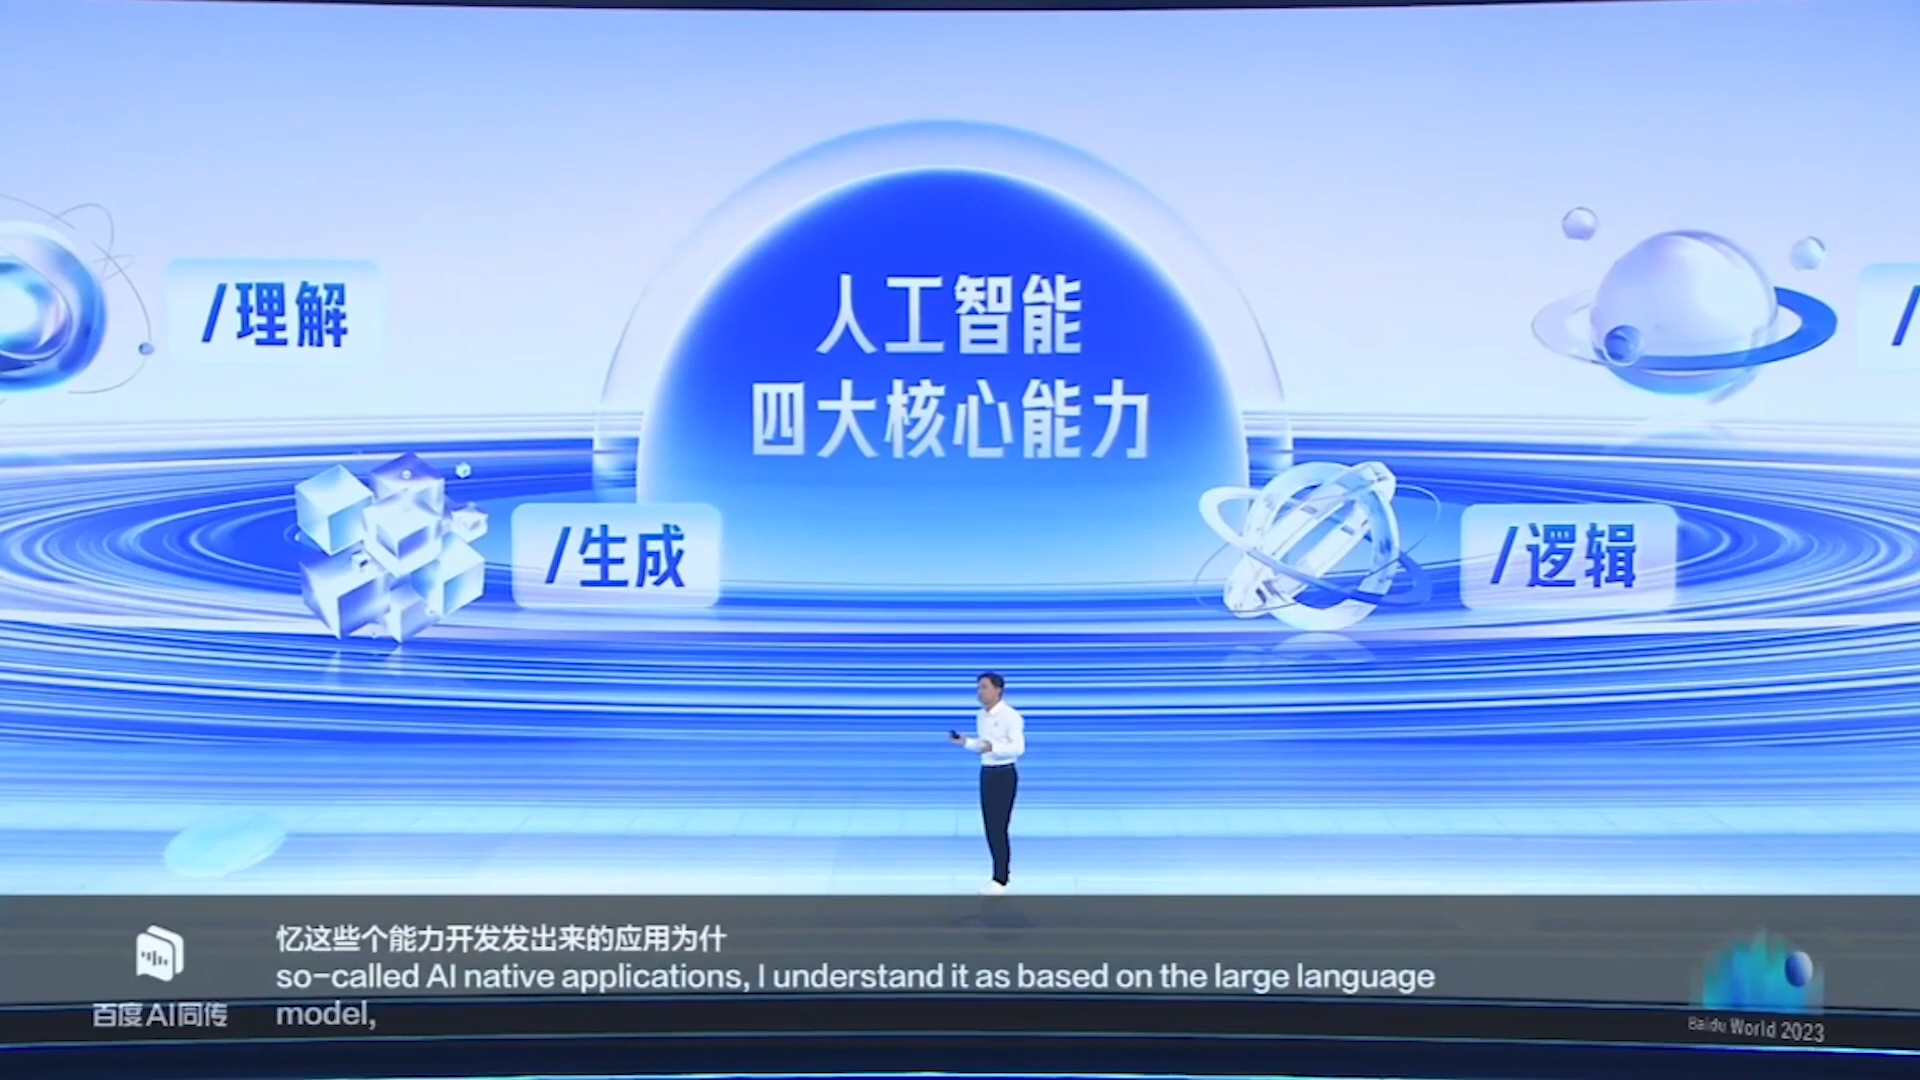 人工智能
四大核心能力
/理解
/
/生成
/逻辑
忆这些个能力开发发出来的应用为什
so-called AI native applications, I understand it as based on the large language
model,
百度AI同传
Baidu World 2023